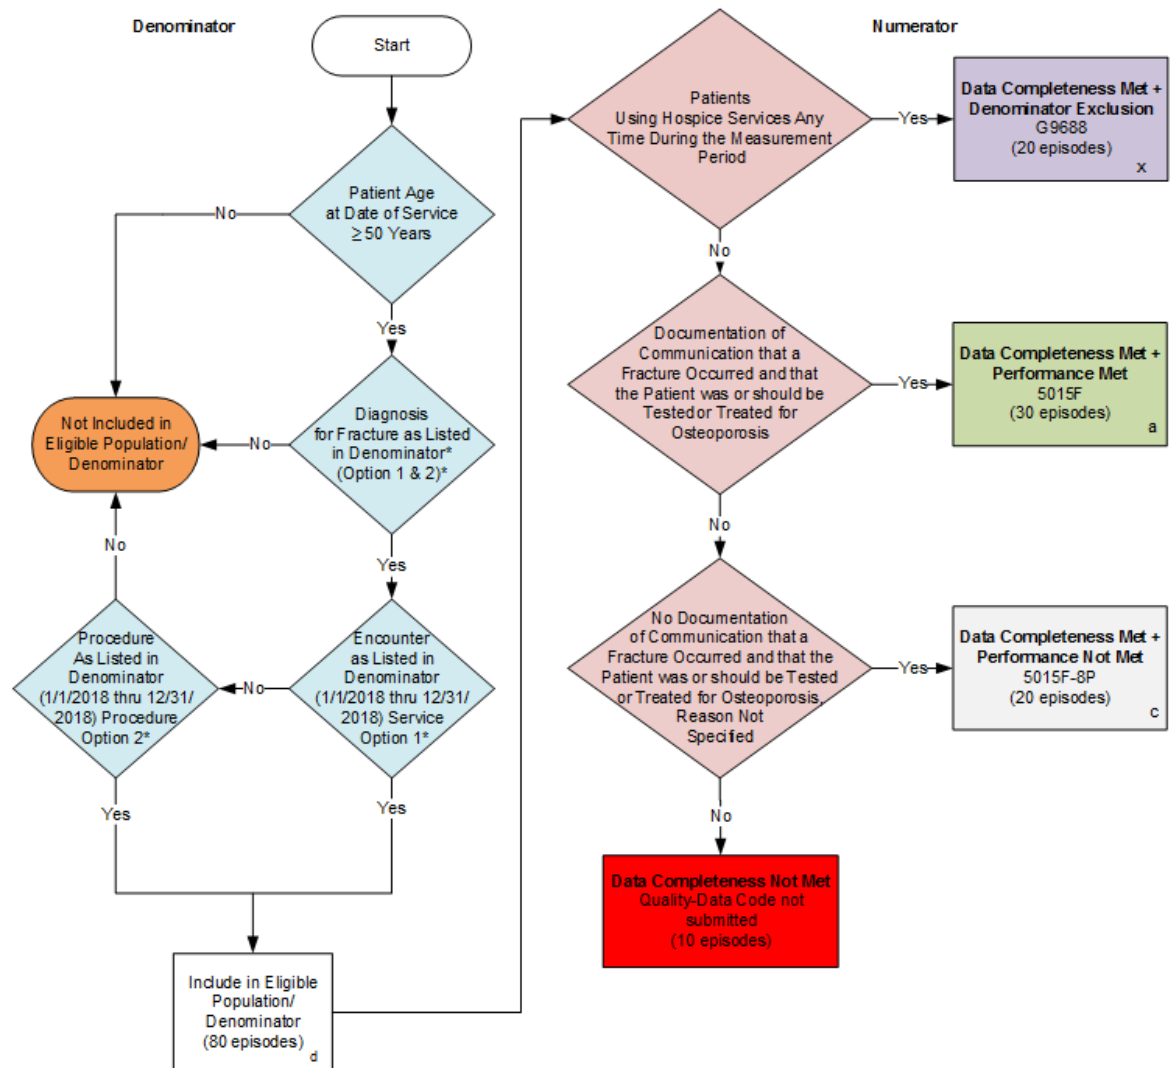 Denominator
Start
Patient Age
at Date of Service
≥ 50 Years
No
Yes
Diagnosis
for Fracture as Listed
in Denominator*
(Option 1 & 2)*
No
Not Included in
Eligible Population/
Denominator
Yes
No
Encounter
as Listed in
Denominator
(1/1/2018 thru 12/31/
2018) Service
Option 1*
No
Procedure
As Listed in
Denominator
(1/1/2018 thru 12/31/
2018) Procedure
Option 2*
Yes
Yes
Include in Eligible
Population/
Denominator
(80 episodes)
d
Numerator
Patients
Using Hospice Services Any
Time During the Measurement
Period
Yes
Data Completeness Met +
Denominator Exclusion
G9688
(20 episodes)
x
No
Documentation of
Communication that a
Fracture Occurred and that
the Patient was or should be
Tested or Treated for
Osteoporosis
Yes
Data Completeness Met +
Performance Met
5015F
(30 episodes)
a
No
No Documentation
of Communication that a
Fracture Occurred and that the
Patient was or should be Tested
or Treated for Osteoporosis,
Reason Not
Specified
Yes
Data Completeness Met +
Performance Not Met
5015F-8P
(20 episodes)
c
No
Data Completeness Not Met
Quality-Data Code not
submitted
(10 episodes)